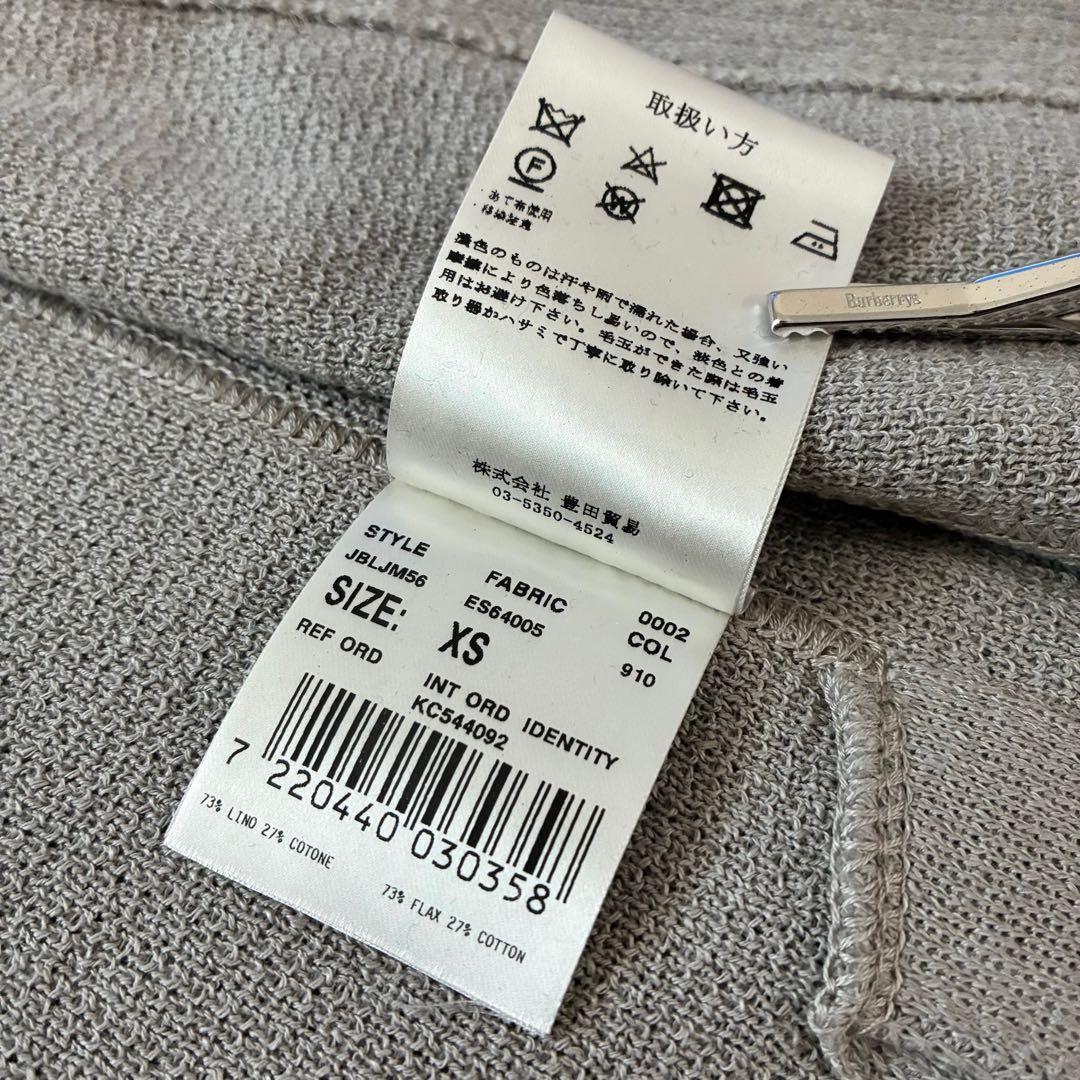 取扱い方
F
W
あて布使用
淡色のものは汗や雨で濡れた場合、又強い
摩擦により色落ちし易いので、淡色との着
用はお避け下さい。毛玉ができた際は毛玉
取り器かハサミで丁寧に取り除いて下さい。
Burberrys
株式会社 豊田貿易
03-5350-4524
STYLE FABRIC 0002
JBLJM56 ES64005 COL
SIZE: XS 910
REF ORD INT ORD IDENTITY
KC544092
7 220440 030358
73% LINO 27% COTONE
73% FLAX 27% COTTON